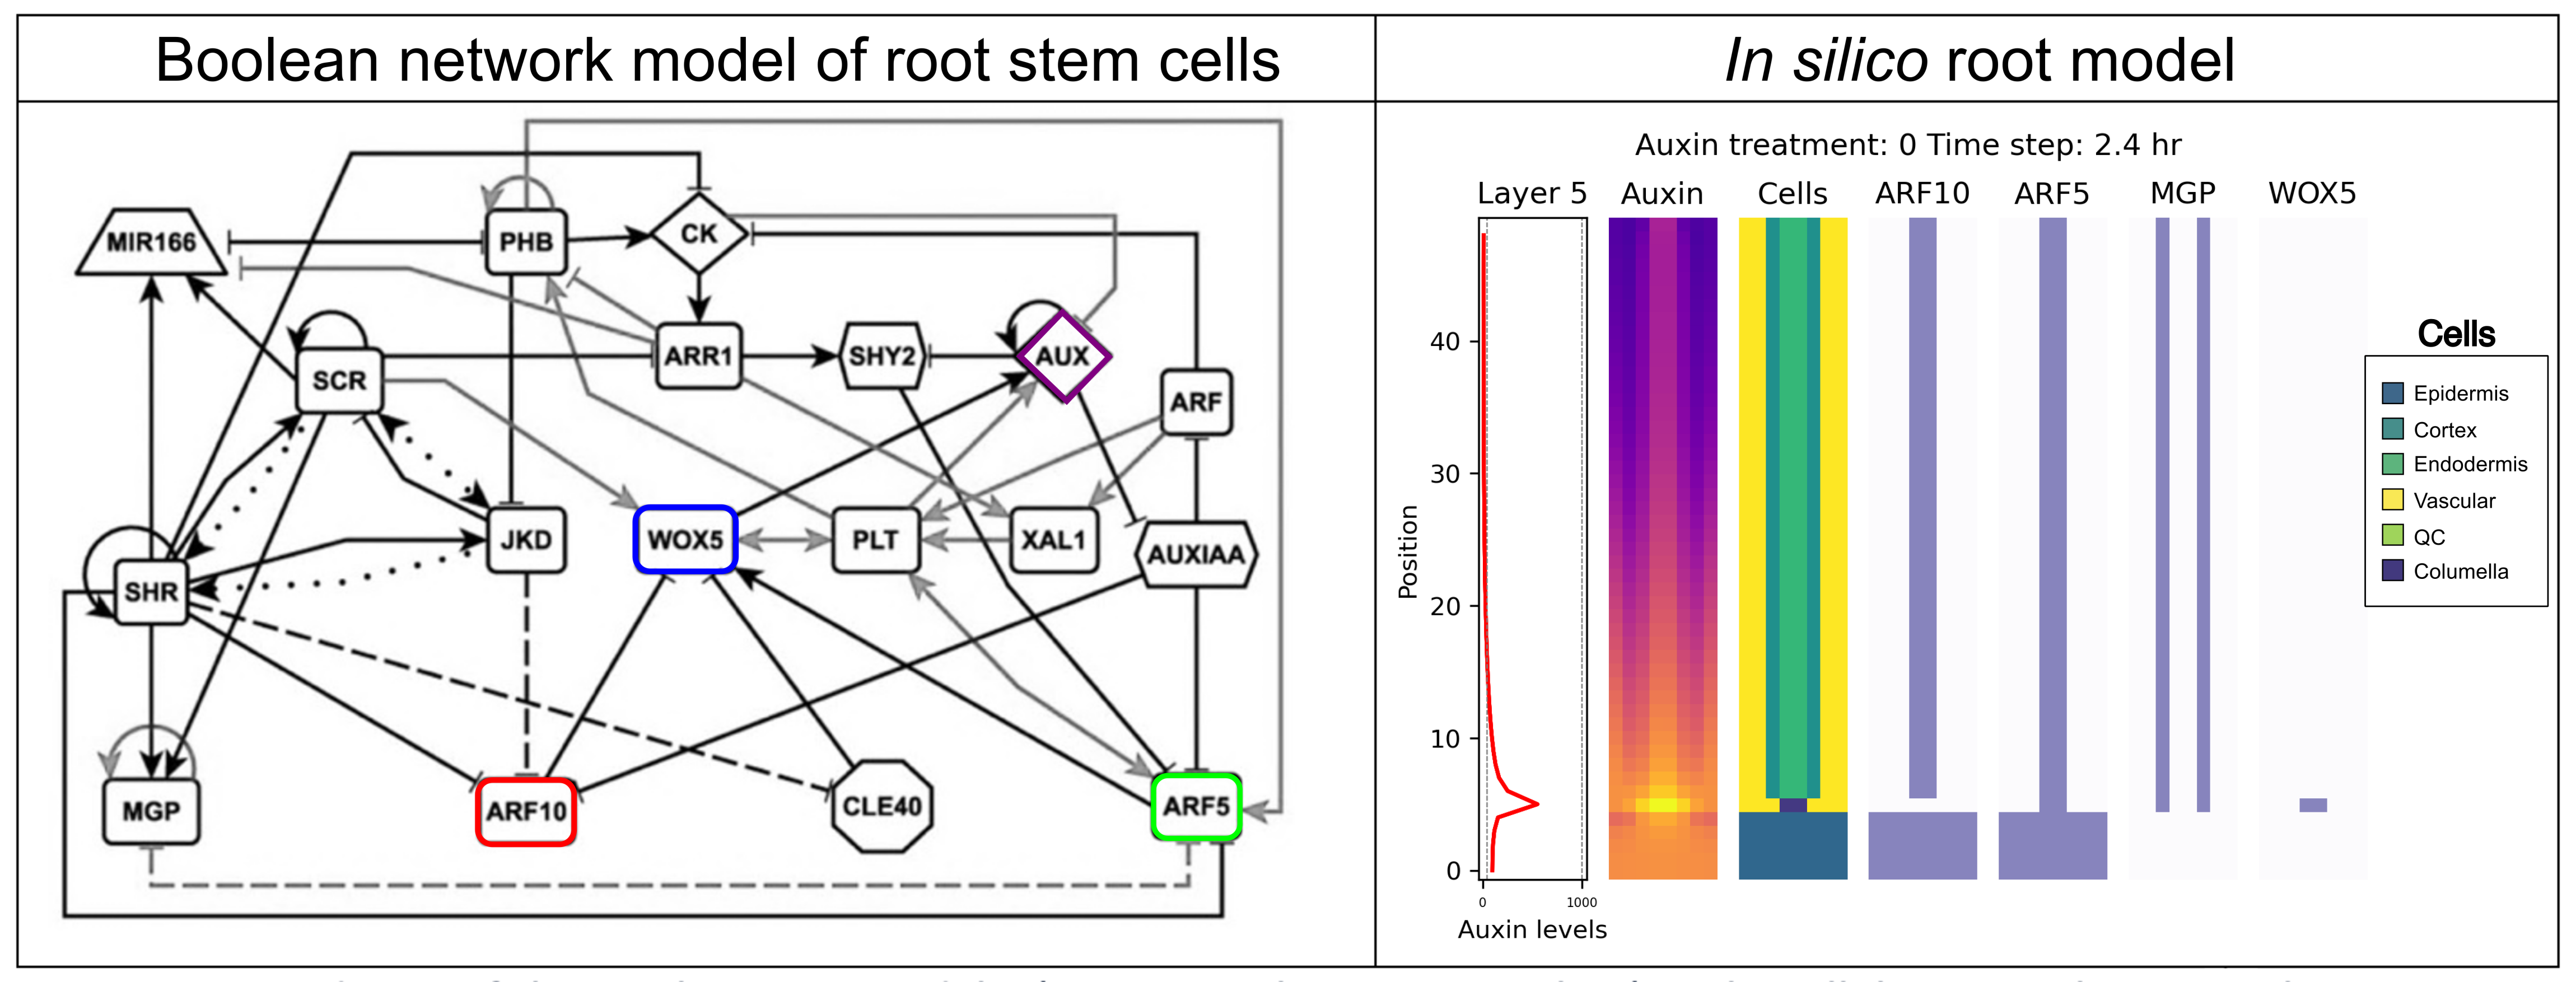 Boolean network model of root stem cells
In silico root model
MIR166
PHB
CK
ARR1
SHY2
AUX
ARF
SCR
JKD
WOX5
PLT
XAL1
AUXIAA
SHR
MGP
ARF10
CLE40
ARF5
Auxin treatment: 0 Time step: 2.4 hr
Layer 5 Auxin Cells ARF10 ARF5 MGP WOX5
Position
40
30
20
10
0
0 1000
Auxin levels
Cells
Epidermis
Cortex
Endodermis
Vascular
QC
Columella